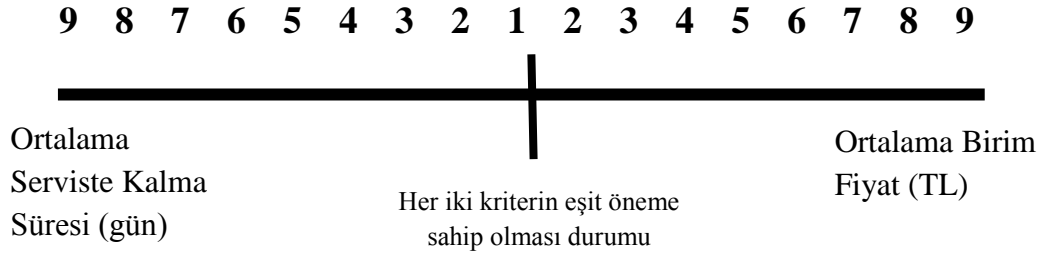 9 8 7 6 5 4 3 2 1 2 3 4 5 6 7 8 9
Ortalama
Serviste Kalma
Süresi (gün)
Her iki kriterin eşit öneme
sahip olması durumu
Ortalama Birim
Fiyat (TL)